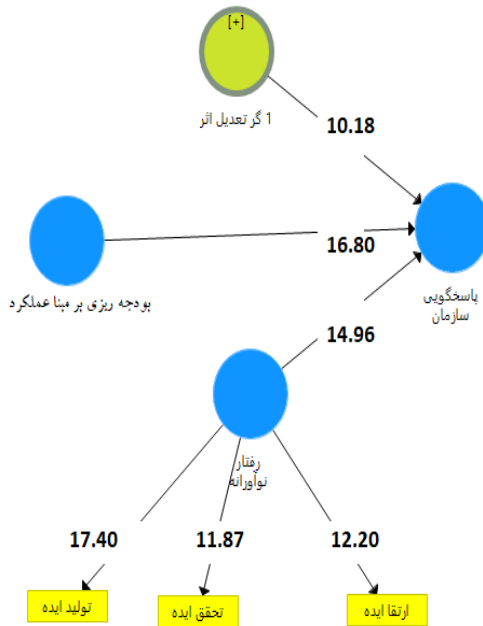 [+]
1 گر تعدیل اثر
10.18
16.80
بودجه ریزی بر مبنا عملکرد
پاسخگویی
سازمان
14.96
رفتار
نوآورانه
17.40
11.87
12.20
تولید ایده
تحقق ایده
ارتقا ایده